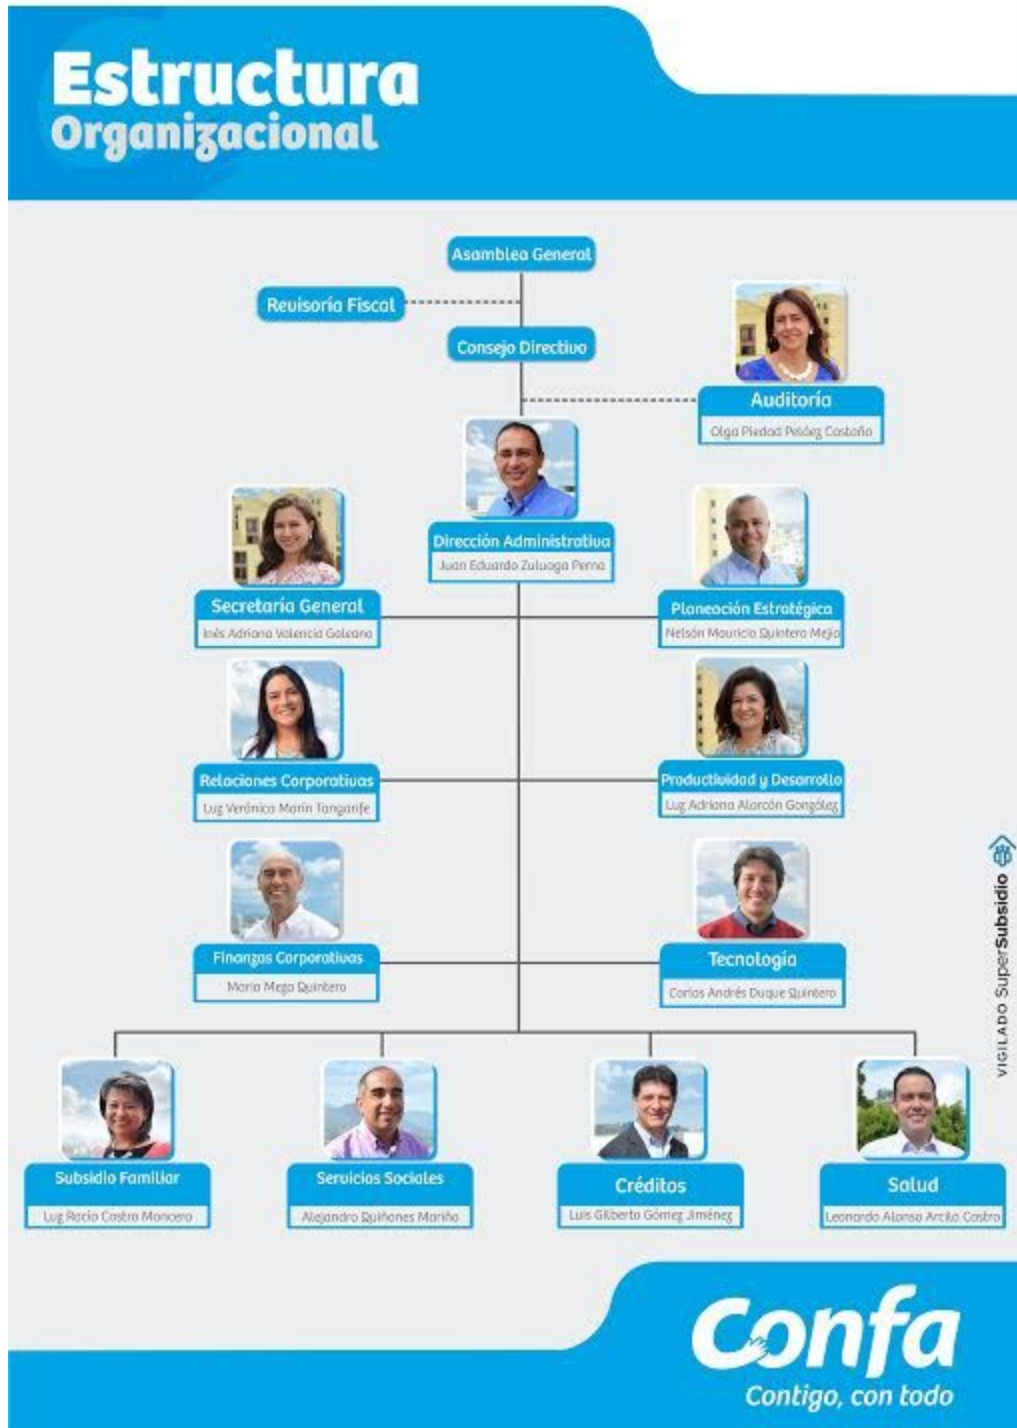 Estructura
Organizacional
Asamblea General
Revisoría Fiscal
Consejo Directivo
Auditoría
Olga Piedad Peláez Castaño
Dirección Administrativa
Juan Eduardo Zuluaga Perna
Secretaría General
Inés Adriana Valencia Galeano
Planeación Estratégica
Nelsón Mauricio Quintero Mejía
Relaciones Corporativas
Luz Verónica Marín Tangarife
Productividad y Desarrollo
Luz Adriana Alarcón González
Finanzas Corporativas
Mario Meza Quintero
Tecnología
Carlos Andrés Duque Quintero
Subsidio Familiar
Luz Rocío Castro Moncero
Servicios Sociales
Alejandro Quiñones Mariño
Créditos
Luis Gilberto Gómez Jiménez
Salud
Leonardo Alonso Arcila Castro
VIGILADO SuperSubsidio
Confa
Contigo, con todo